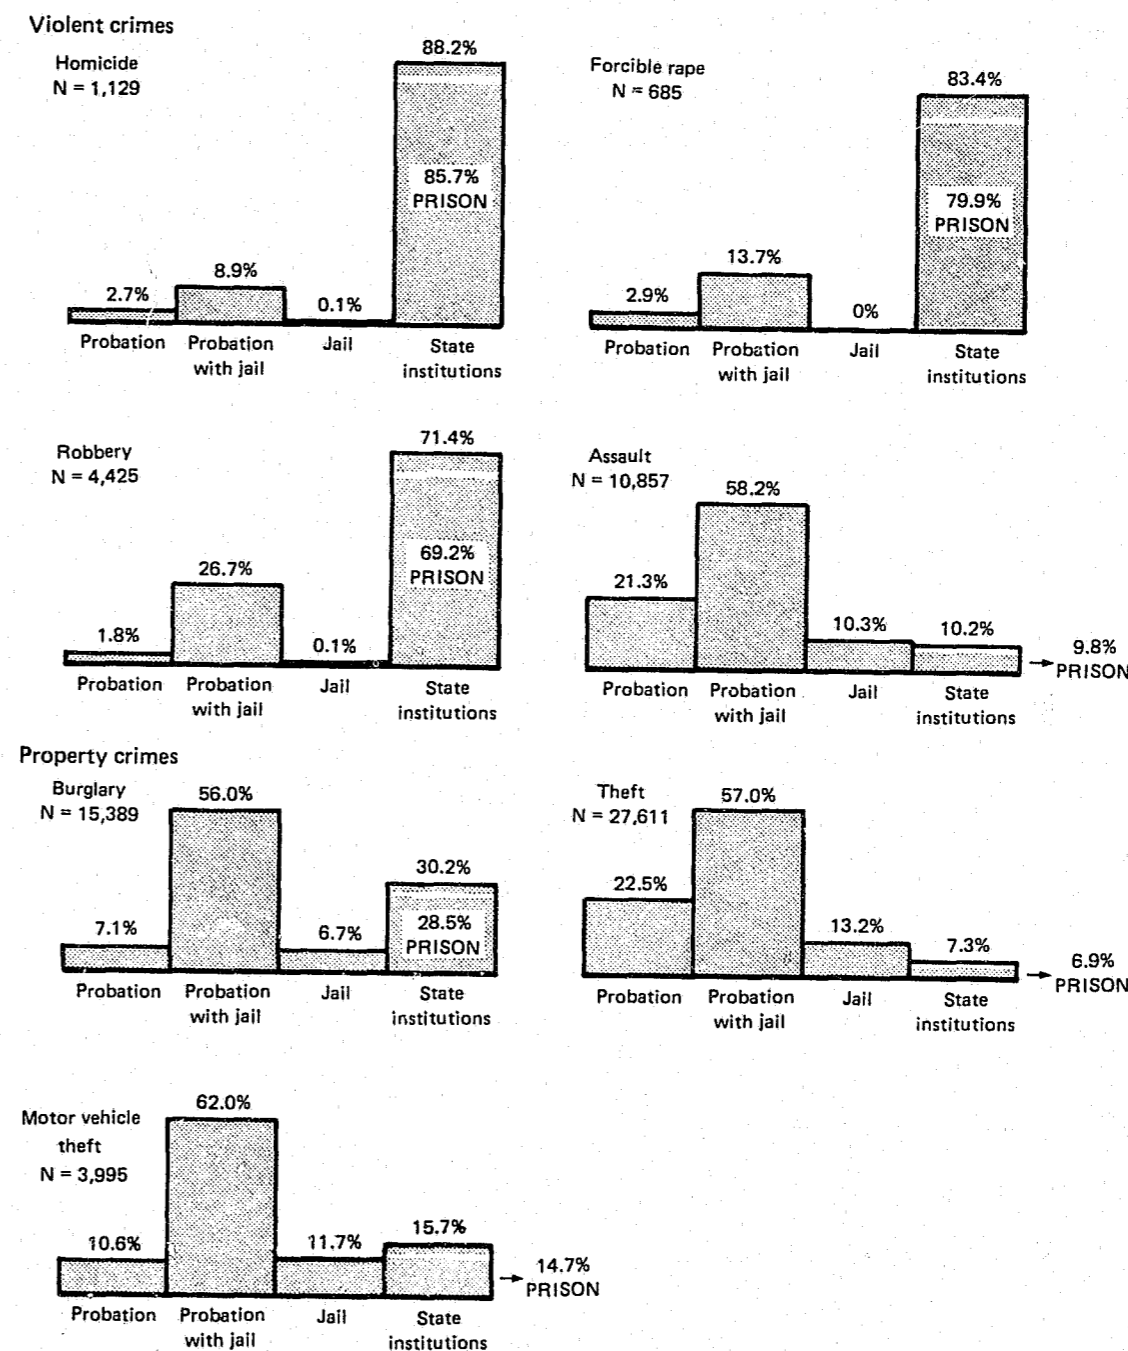 Violent crimes
Homicide
N = 1,129
88.2%
85.7%
PRISON
2.7%
8.9%
0.1%
Probation
Probation
with jail
Jail
State
institutions
Forcible rape
N = 685
83.4%
79.9%
PRISON
2.9%
13.7%
0%
Probation
Probation
with jail
Jail
State
institutions
Robbery
N = 4,425
71.4%
69.2%
PRISON
1.8%
26.7%
0.1%
Probation
Probation
with jail
Jail
State
institutions
Assault
N = 10,857
58.2%
21.3%
10.3%
10.2%
9.8%
PRISON
Probation
Probation
with jail
Jail
State
institutions
Property crimes
Burglary
N = 15,389
56.0%
30.2%
28.5%
PRISON
7.1%
6.7%
Probation
Probation
with jail
Jail
State
institutions
Theft
N = 27,611
57.0%
22.5%
13.2%
7.3%
6.9%
PRISON
Probation
Probation
with jail
Jail
State
institutions
Motor vehicle
theft
N = 3,995
62.0%
10.6%
11.7%
15.7%
14.7%
PRISON
Probation
Probation
with jail
Jail
State
institutions